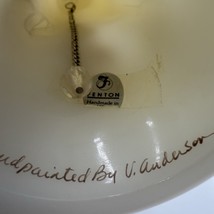 FENTON
Handmade in
Handpainted By V. Anderson